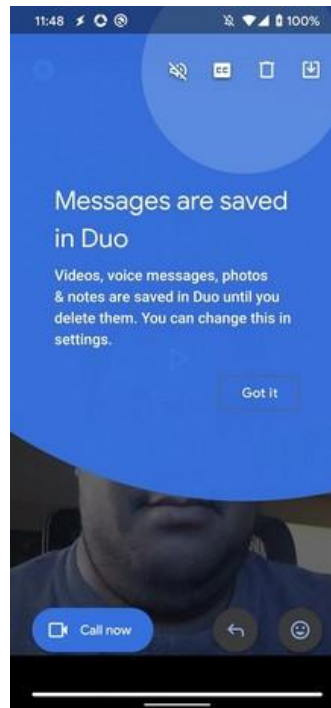 11:48
100%
CC
Messages are saved
in Duo
Videos, voice messages, photos
& notes are saved in Duo until you
delete them. You can change this in
settings.
Got it
Call now